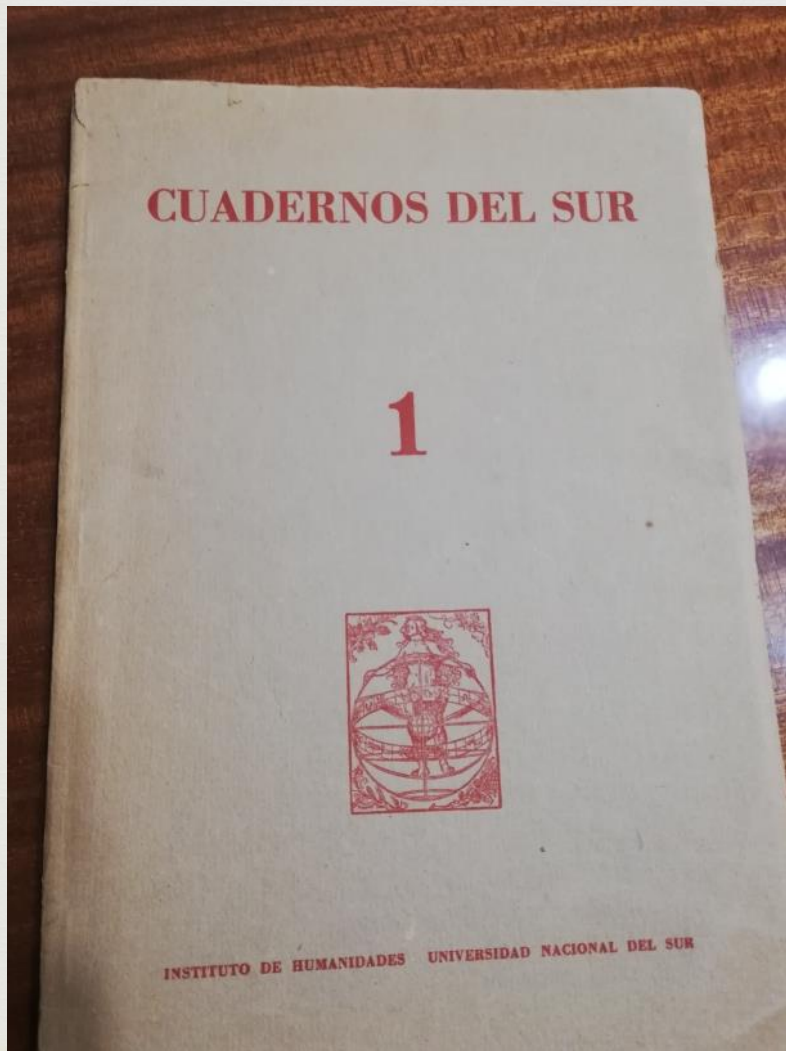 CUADERNOS DEL SUR
1
INSTITUTO DE HUMANIDADES UNIVERSIDAD NACIONAL DEL SUR